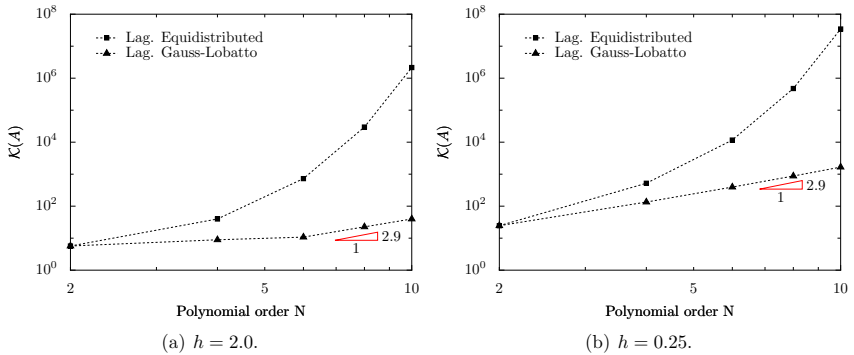 10^8
10^6
10^4
10^2
10^0
K(A)
Lag. Equidistributed
Lag. Gauss-Lobatto
2.9
1
2
5
10
Polynomial order N
(a) h = 2.0.
10^8
10^6
10^4
10^2
10^0
K(A)
Lag. Equidistributed
Lag. Gauss-Lobatto
2.9
1
2
5
10
Polynomial order N
(b) h = 0.25.